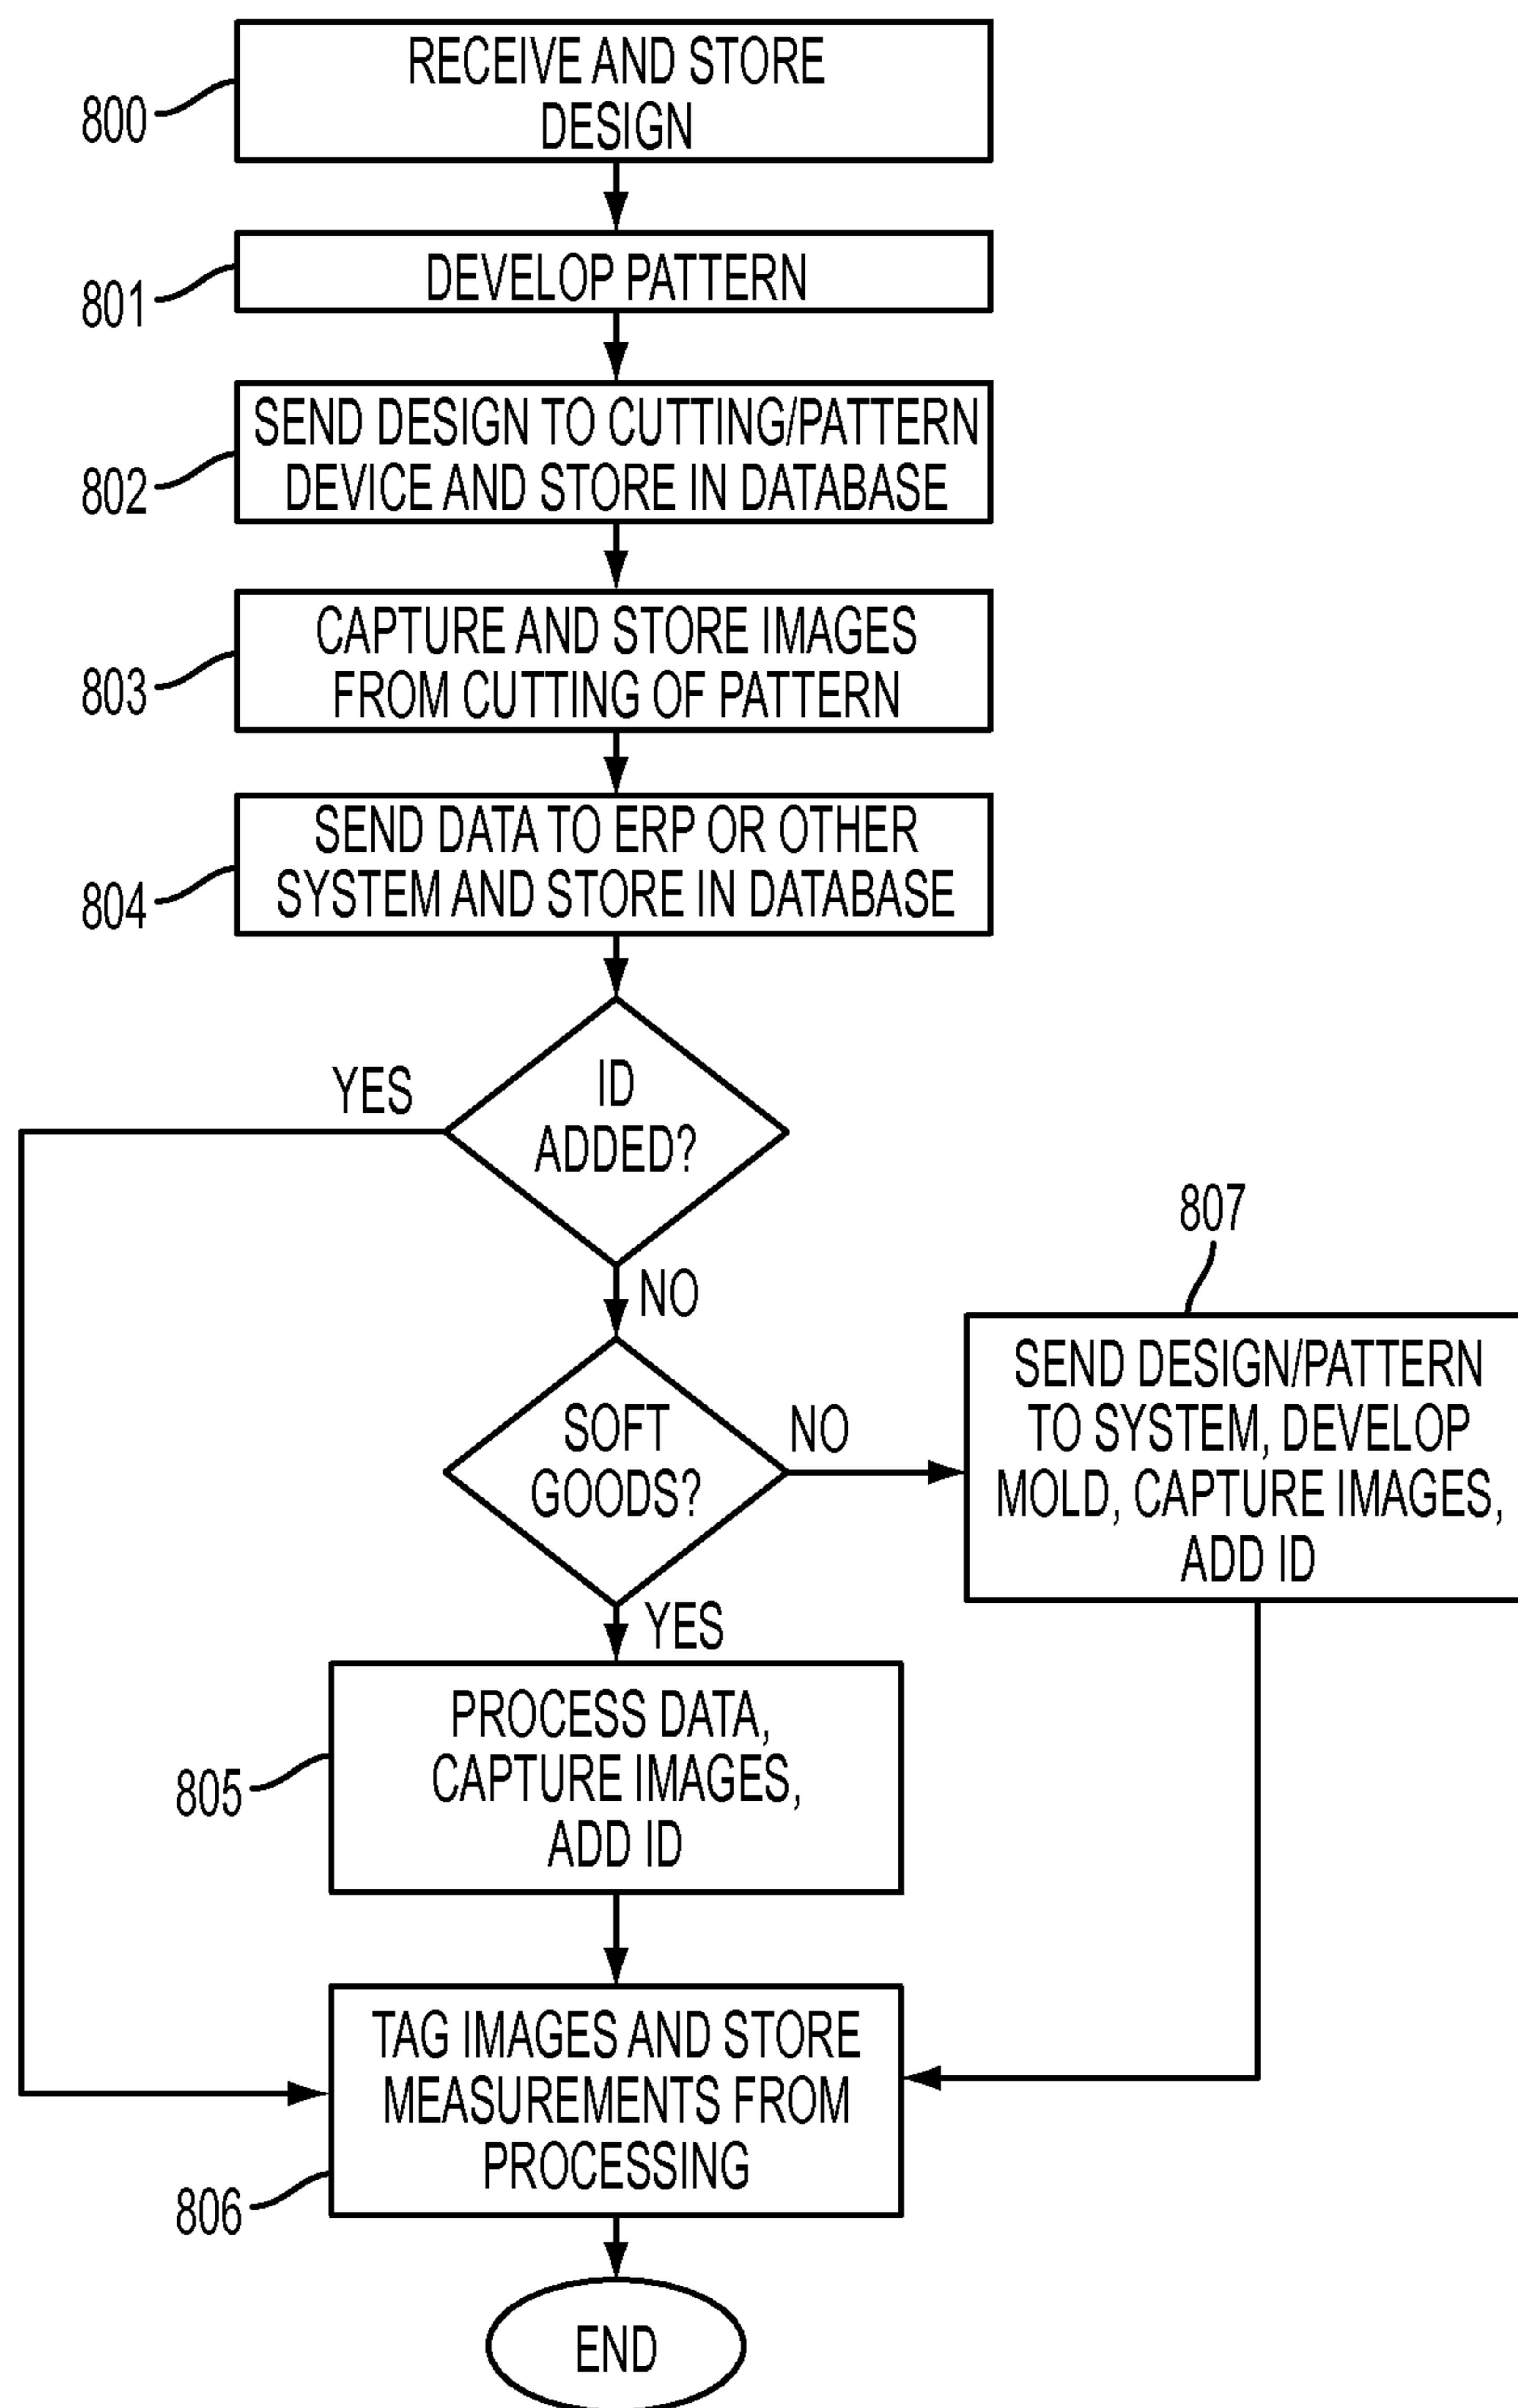 RECEIVE AND STORE
DESIGN
800
DEVELOP PATTERN
801
SEND DESIGN TO CUTTING/PATTERN
DEVICE AND STORE IN DATABASE
802
CAPTURE AND STORE IMAGES
FROM CUTTING OF PATTERN
803
SEND DATA TO ERP OR OTHER
SYSTEM AND STORE IN DATABASE
804
ID
ADDED?
YES
NO
SOFT
GOODS?
NO
YES
807
SEND DESIGN/PATTERN
TO SYSTEM, DEVELOP
MOLD, CAPTURE IMAGES,
ADD ID
PROCESS DATA,
CAPTURE IMAGES,
ADD ID
805
TAG IMAGES AND STORE
MEASUREMENTS FROM
PROCESSING
806
END